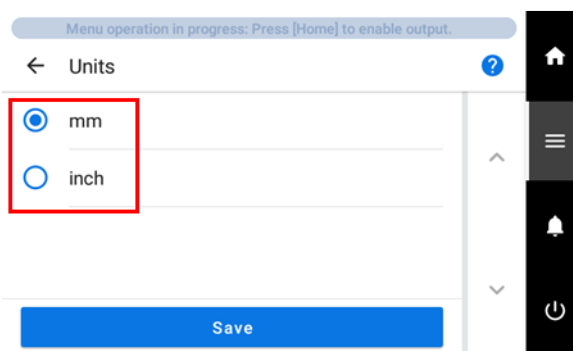 Menu operation in progress: Press [Home] to enable output.
Units
mm
inch
Save